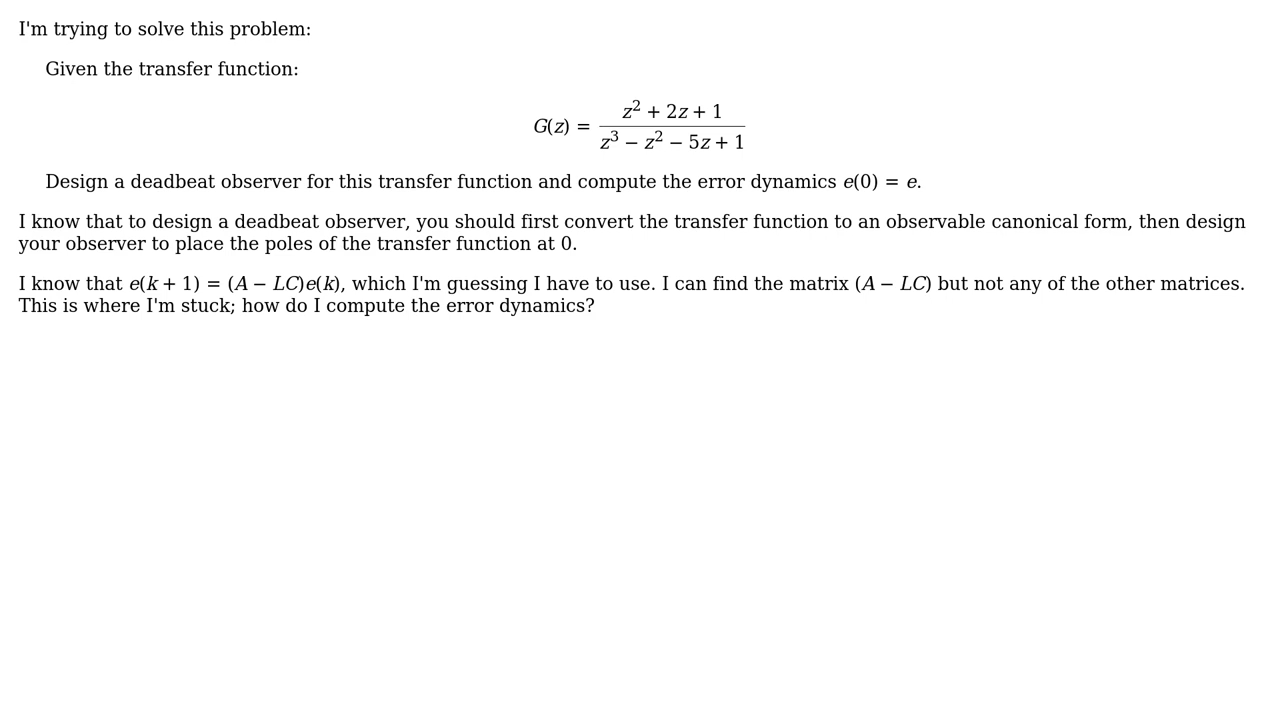 I'm trying to solve this problem:
Given the transfer function:
G(z) = \frac{z^2 + 2z + 1}{z^3 − z^2 − 5z + 1}
Design a deadbeat observer for this transfer function and compute the error dynamics e(0) = e.
I know that to design a deadbeat observer, you should first convert the transfer function to an observable canonical form, then design
your observer to place the poles of the transfer function at 0.
I know that e(k + 1) = (A − LC)e(k), which I'm guessing I have to use. I can find the matrix (A − LC) but not any of the other matrices.
This is where I'm stuck; how do I compute the error dynamics?